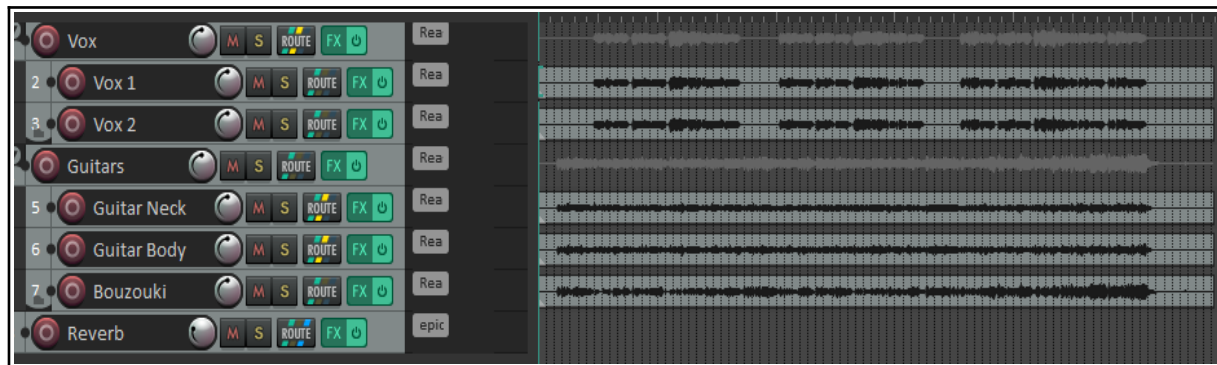 Vox M S ROUTE FX Rea
2 Vox 1 M S ROUTE FX Rea
3 Vox 2 M S ROUTE FX Rea
Guitars M S ROUTE FX Rea
5 Guitar Neck M S ROUTE FX Rea
6 Guitar Body M S ROUTE FX Rea
7 Bouzouki M S ROUTE FX Rea
Reverb M S ROUTE FX epic